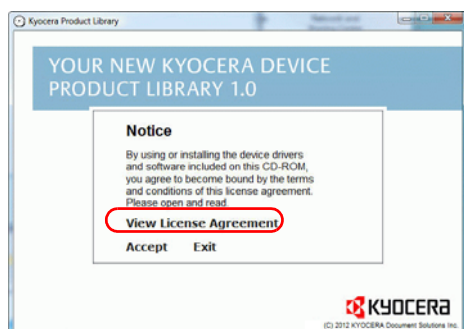 Kyocera Product Library
YOUR NEW KYOCERA DEVICE
PRODUCT LIBRARY 1.0
Notice
By using or installing the device drivers
and software included on this CD-ROM,
you agree to become bound by the terms
and conditions of this license agreement.
Please open and read.
View License Agreement
Accept Exit
KYOCERA
(C) 2012 KYOCERA Document Solutions Inc.